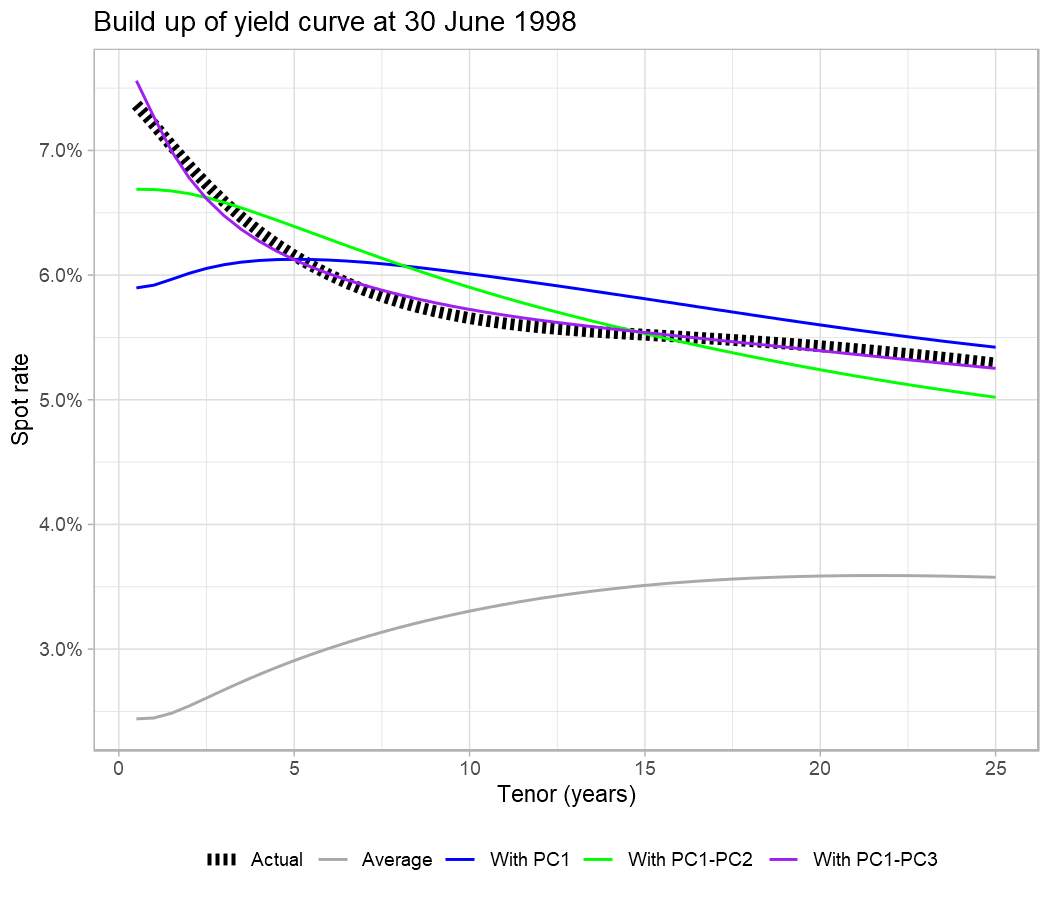 Build up of yield curve at 30 June 1998
7.0%
6.0%
5.0%
4.0%
3.0%
Spot rate
0 5 10 15 20 25
Tenor (years)
Actual Average With PC1 With PC1-PC2 With PC1-PC3